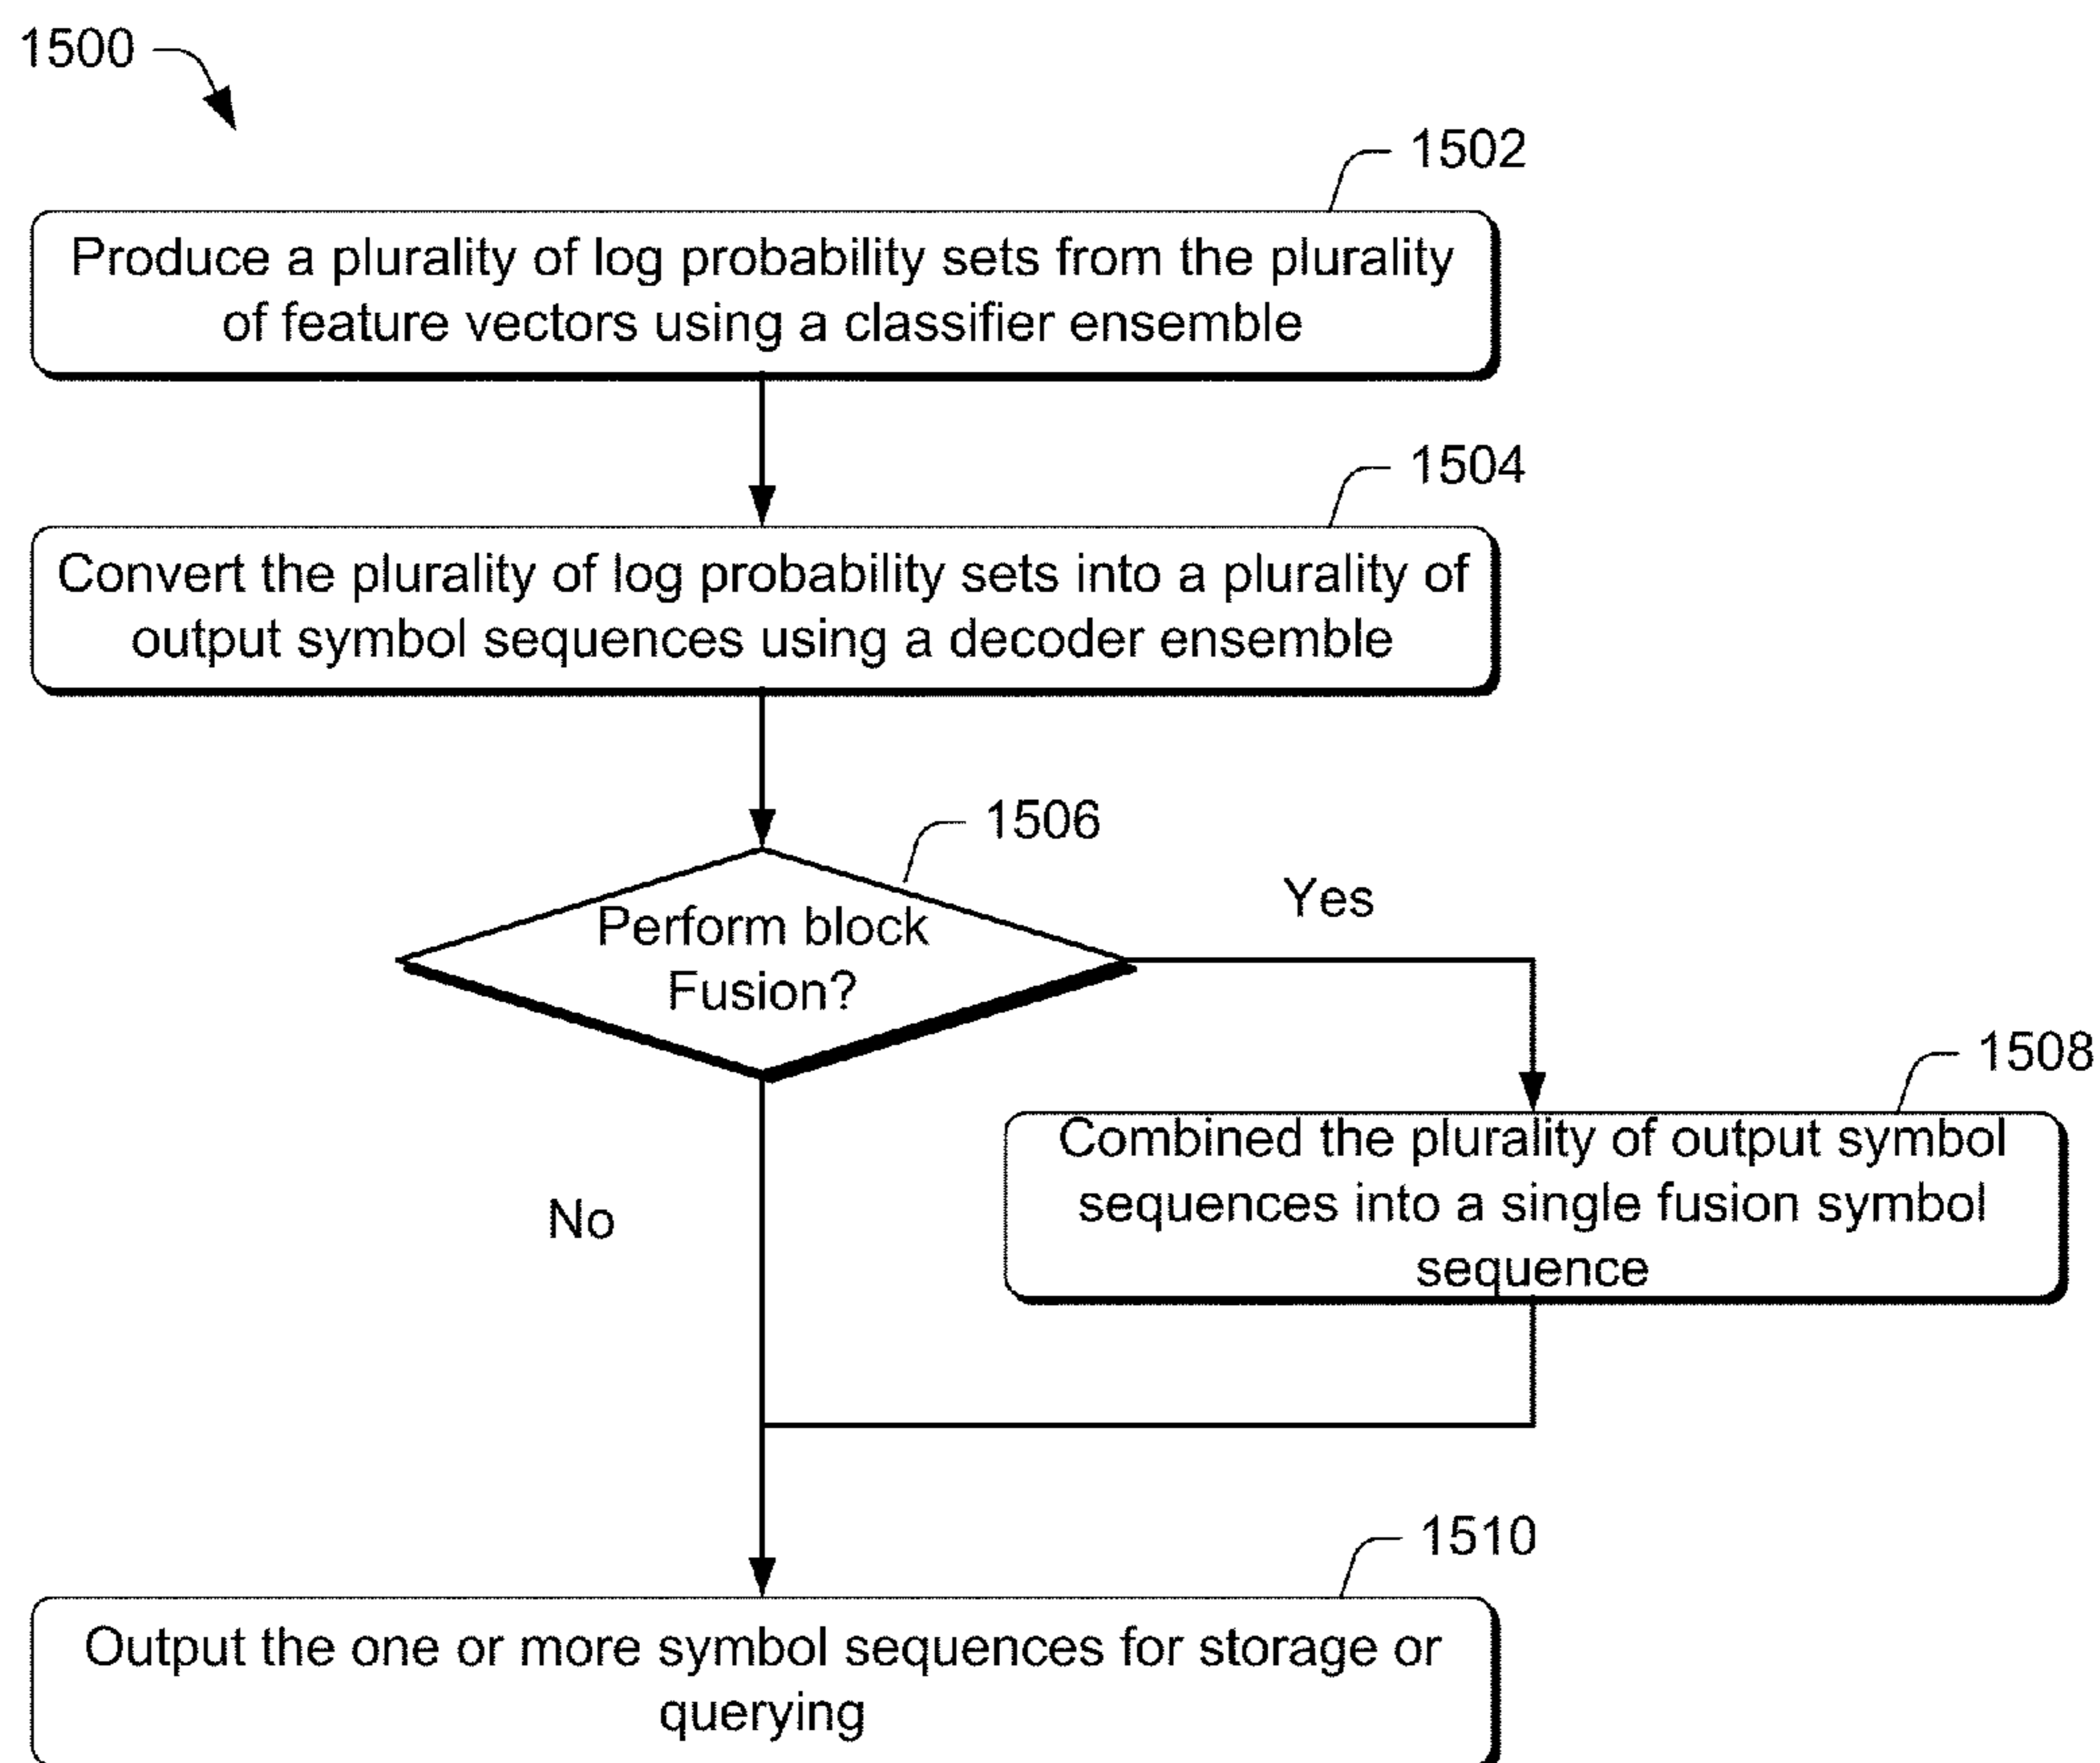 1500
1502
Produce a plurality of log probability sets from the plurality
of feature vectors using a classifier ensemble
1504
Convert the plurality of log probability sets into a plurality of
output symbol sequences using a decoder ensemble
1506
Perform block
Fusion?
Yes
No
1508
Combined the plurality of output symbol
sequences into a single fusion symbol
sequence
1510
Output the one or more symbol sequences for storage or
querying